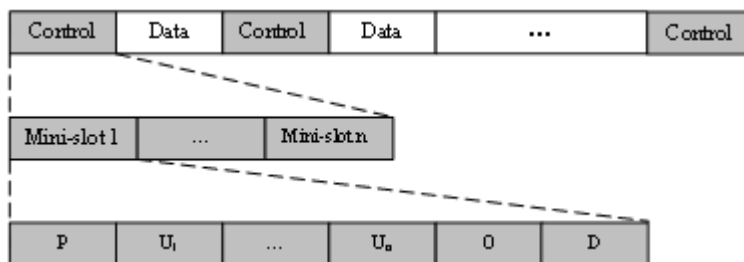 Control Data Control Data ... Control
Mini-slot 1 ... Mini-slot n
P U₁ ... Uₙ O D